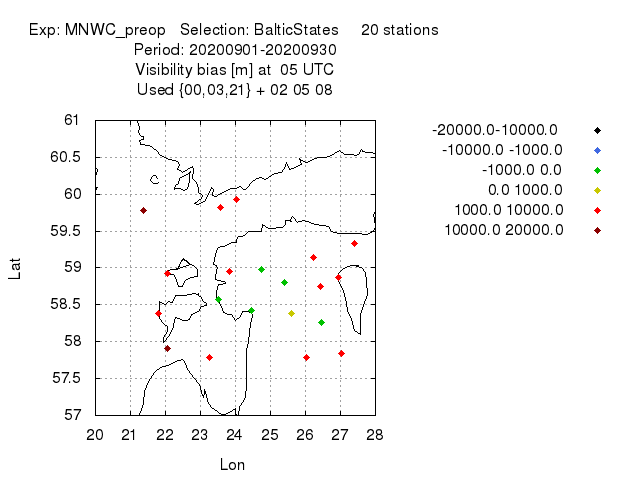 Exp: MNWC_preop Selection: BalticStates 20 stations
Period: 20200901-20200930
Visibility bias [m] at 05 UTC
Used {00,03,21} + 02 05 08
-20000.0-10000.0
-10000.0 -1000.0
-1000.0 0.0
0.0 1000.0
1000.0 10000.0
10000.0 20000.0
Lat
61
60.5
60
59.5
59
58.5
58
57.5
57
20 21 22 23 24 25 26 27 28
Lon